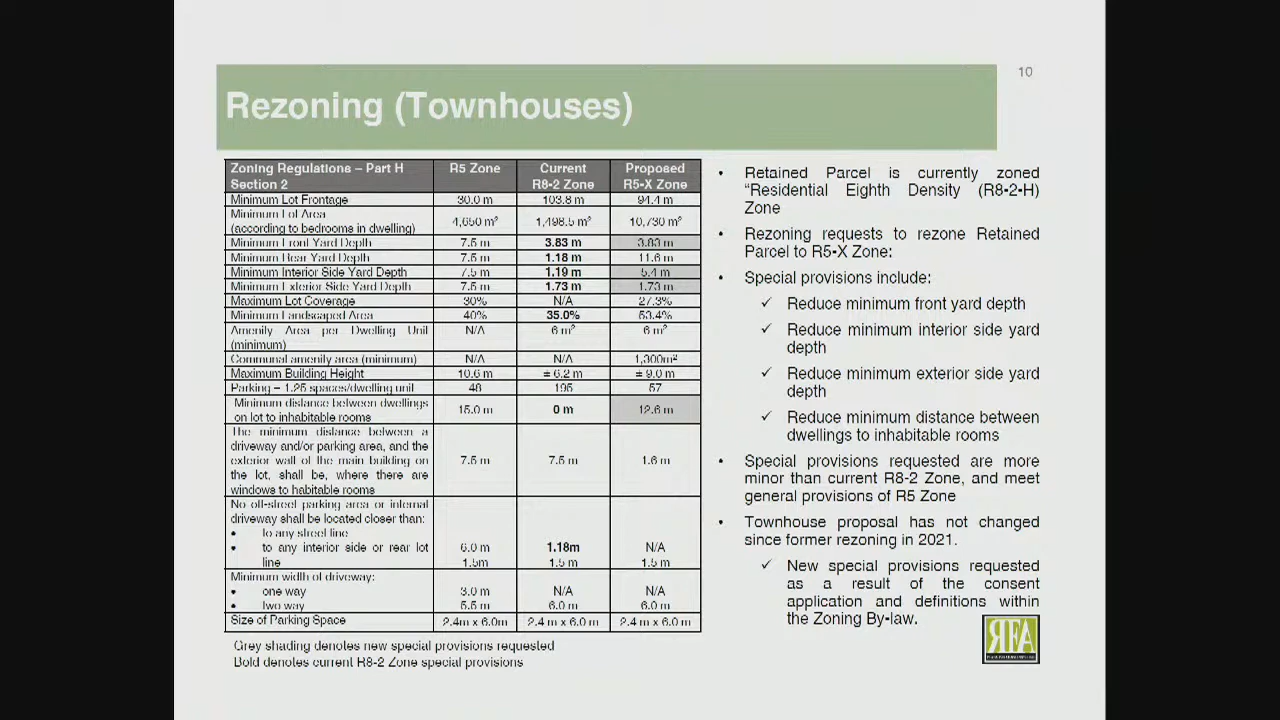 10
Rezoning (Townhouses)
Zoning Regulations – Part H Section 2 R5 Zone Current R8-2 Zone Proposed R5-X Zone
Minimum Lot Frontage 30.0 m 103.8 m 94.4 m
Minimum Lot Area (according to bedrooms in dwelling) 4,650 m² 1,498.5 m² 10,730 m²
Minimum Front Yard Depth 7.5 m 3.83 m 3.83 m
Minimum Rear Yard Depth 7.5 m 1.18 m 11.6 m
Minimum Interior Side Yard Depth 7.5 m 1.19 m 5.4 m
Minimum Exterior Side Yard Depth 7.5 m 1.73 m 1.73 m
Maximum Lot Coverage 30% N/A 27.3%
Minimum Landscaped Area 40% 35.0% 53.4%
Amenity Area per Dwelling Unit (minimum) N/A 6 m² 6 m²
Communal amenity area (minimum) N/A N/A 1,300m²
Maximum Building Height 10.6 m ± 6.2 m ± 9.0 m
Parking – 1.25 spaces/dwelling unit 48 195 57
Minimum distance between dwellings on lot to inhabitable rooms 15.0 m 0 m 12.6 m
The minimum distance between a
driveway and/or parking area, and the
exterior wall of the main building on
the lot, shall be, where there are
windows to habitable rooms 7.5 m 7.5 m 1.6 m
No off-street parking area or internal
driveway shall be located closer than:
• to any street line
• to any interior side or rear lot 6.0 m 1.18m N/A
line 1.5m 1.5 m 1.5 m
Minimum width of driveway:
• one way 3.0 m N/A N/A
• two way 5.5 m 6.0 m 6.0 m
Size of Parking Space 2.4m x 6.0m 2.4 m x 6.0 m 2.4 m x 6.0 m
Grey shading denotes new special provisions requested
Bold denotes current R8-2 Zone special provisions
• Retained Parcel is currently zoned
“Residential Eighth Density (R8-2-H)
Zone
• Rezoning requests to rezone Retained
Parcel to R5-X Zone:
• Special provisions include:
✓ Reduce minimum front yard depth
✓ Reduce minimum interior side yard
depth
✓ Reduce minimum exterior side yard
depth
✓ Reduce minimum distance between
dwellings to inhabitable rooms
• Special provisions requested are more
minor than current R8-2 Zone, and meet
general provisions of R5 Zone
• Townhouse proposal has not changed
since former rezoning in 2021.
✓ New special provisions requested
as a result of the consent
application and definitions within
the Zoning By-law.
RFA